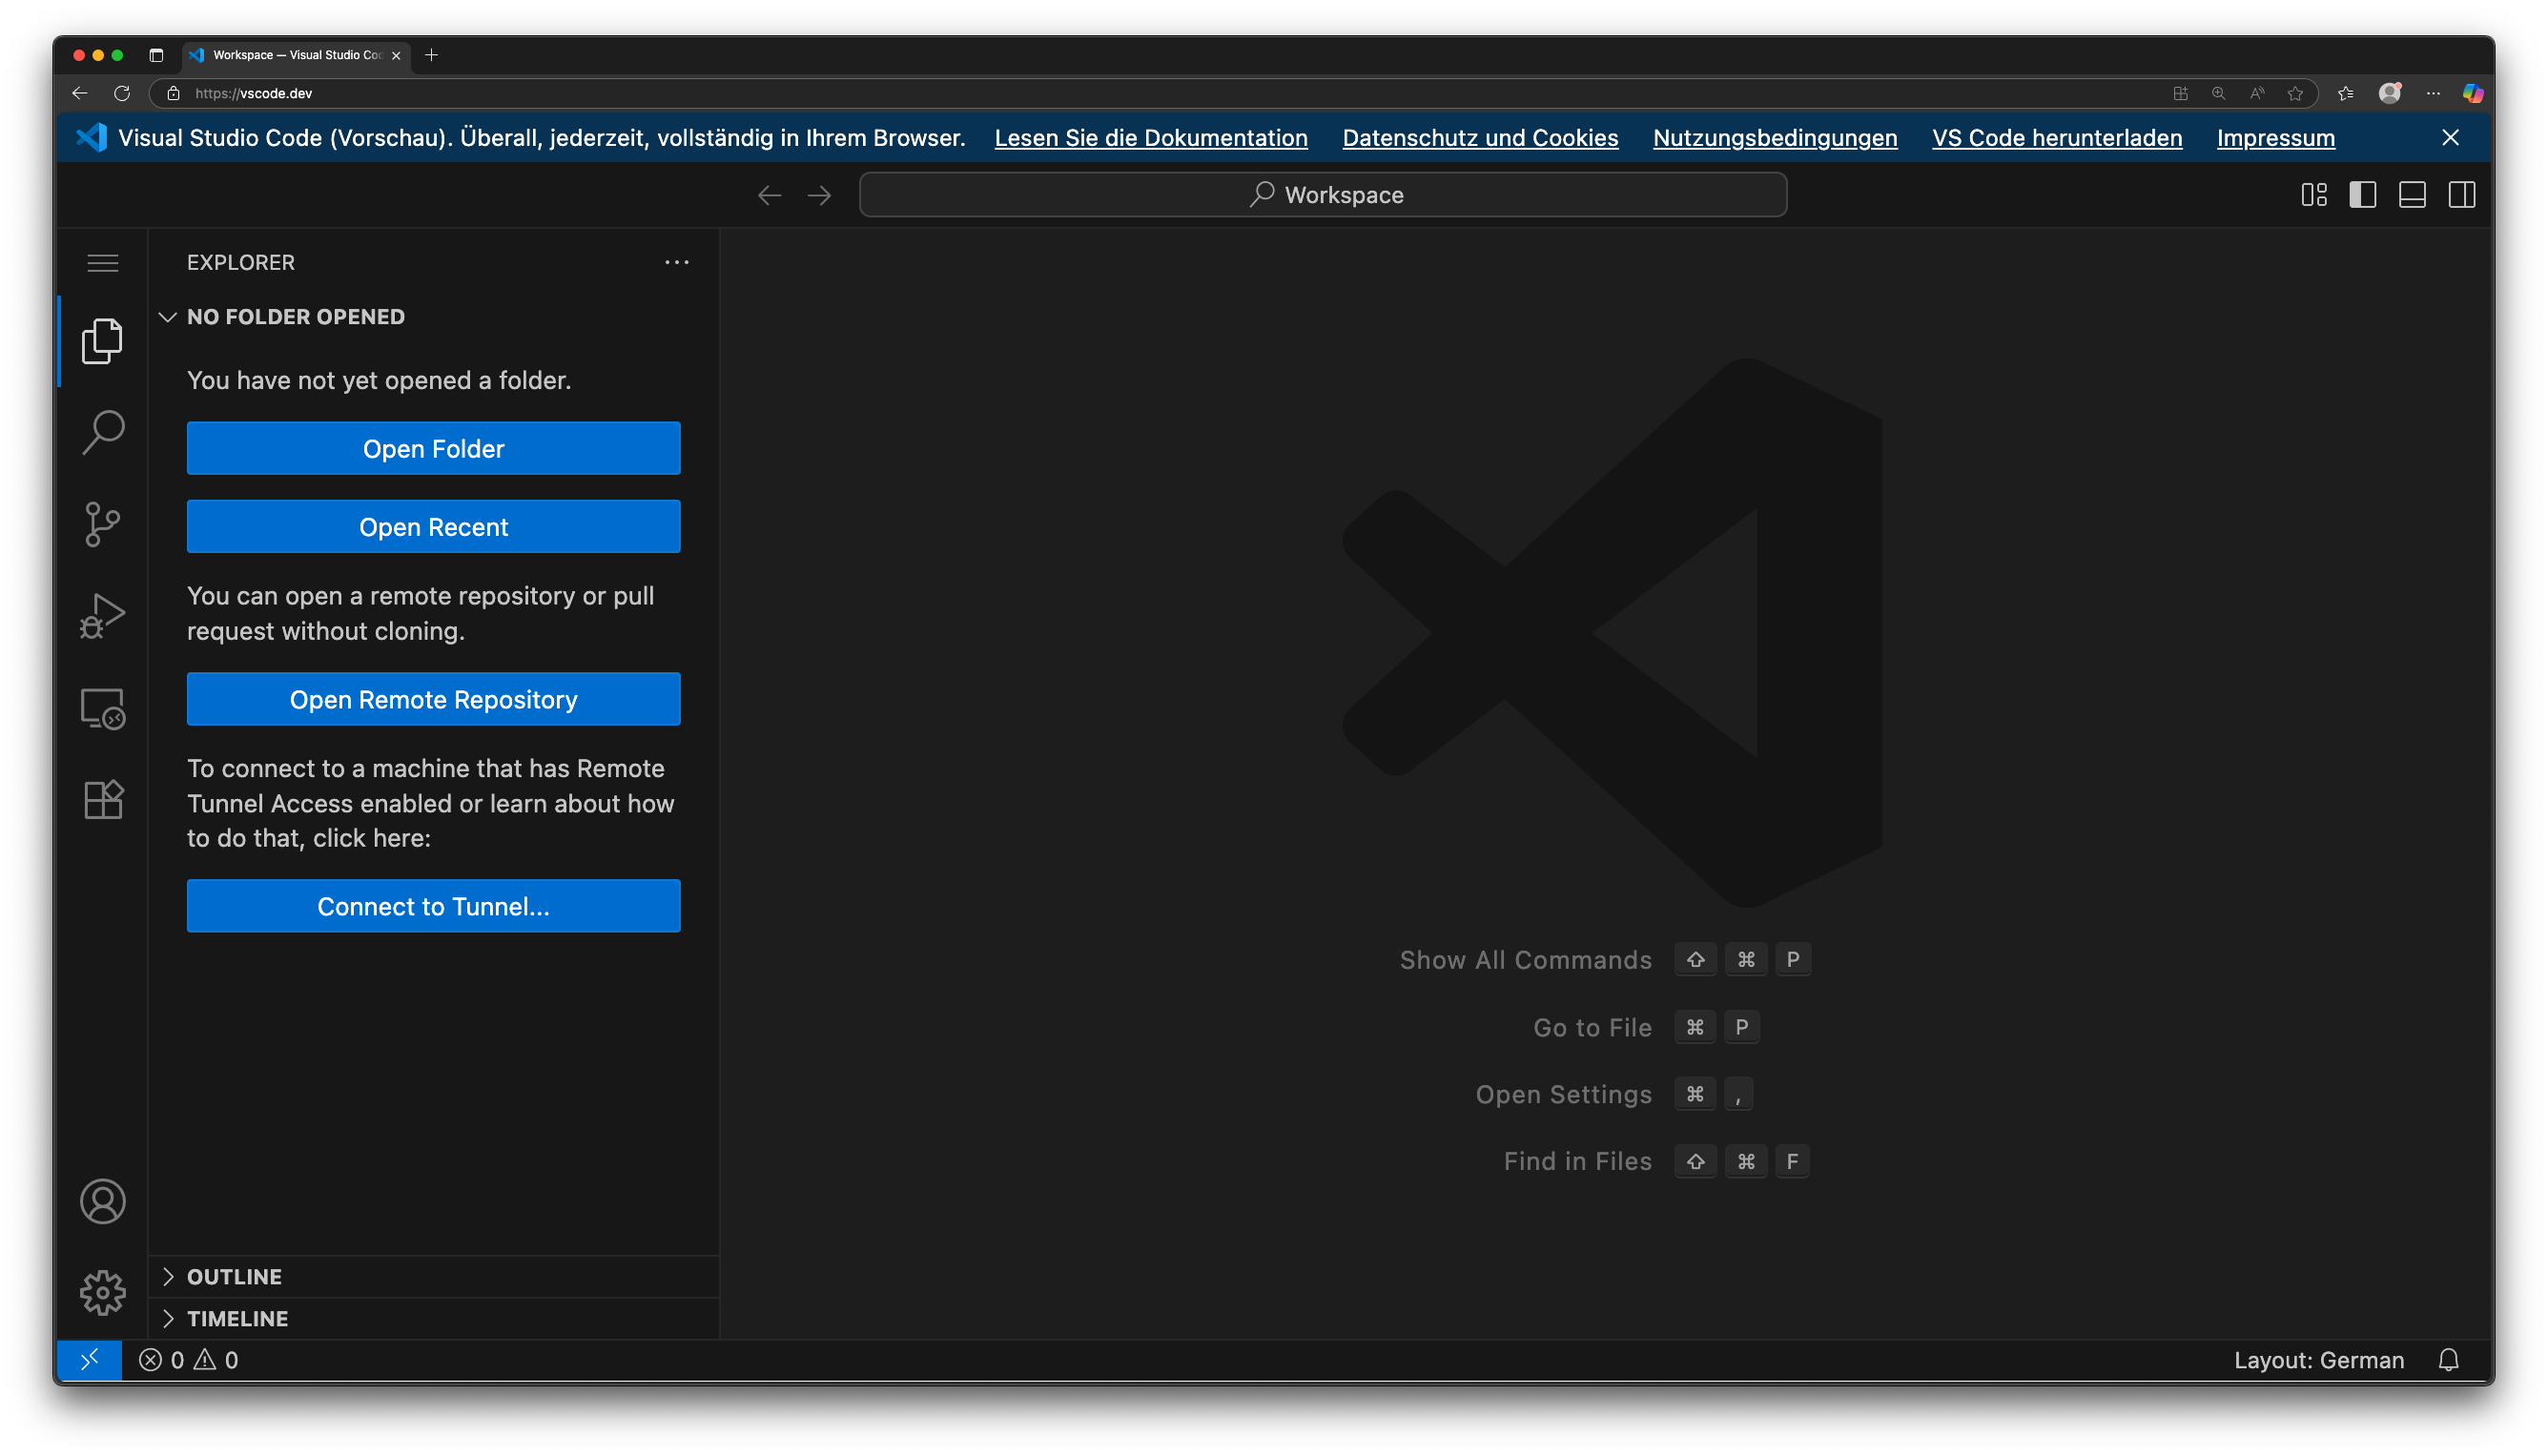 Workspace — Visual Studio Co
https://vscode.dev
Visual Studio Code (Vorschau). Überall, jederzeit, vollständig in Ihrem Browser. Lesen Sie die Dokumentation Datenschutz und Cookies Nutzungsbedingungen VS Code herunterladen Impressum
Workspace
EXPLORER
NO FOLDER OPENED
You have not yet opened a folder.
Open Folder
Open Recent
You can open a remote repository or pull
request without cloning.
Open Remote Repository
To connect to a machine that has Remote
Tunnel Access enabled or learn about how
to do that, click here:
Connect to Tunnel...
Show All Commands ⇧ ⌘ P
Go to File ⌘ P
Open Settings ⌘ ,
Find in Files ⇧ ⌘ F
OUTLINE
TIMELINE
0 0
Layout: German